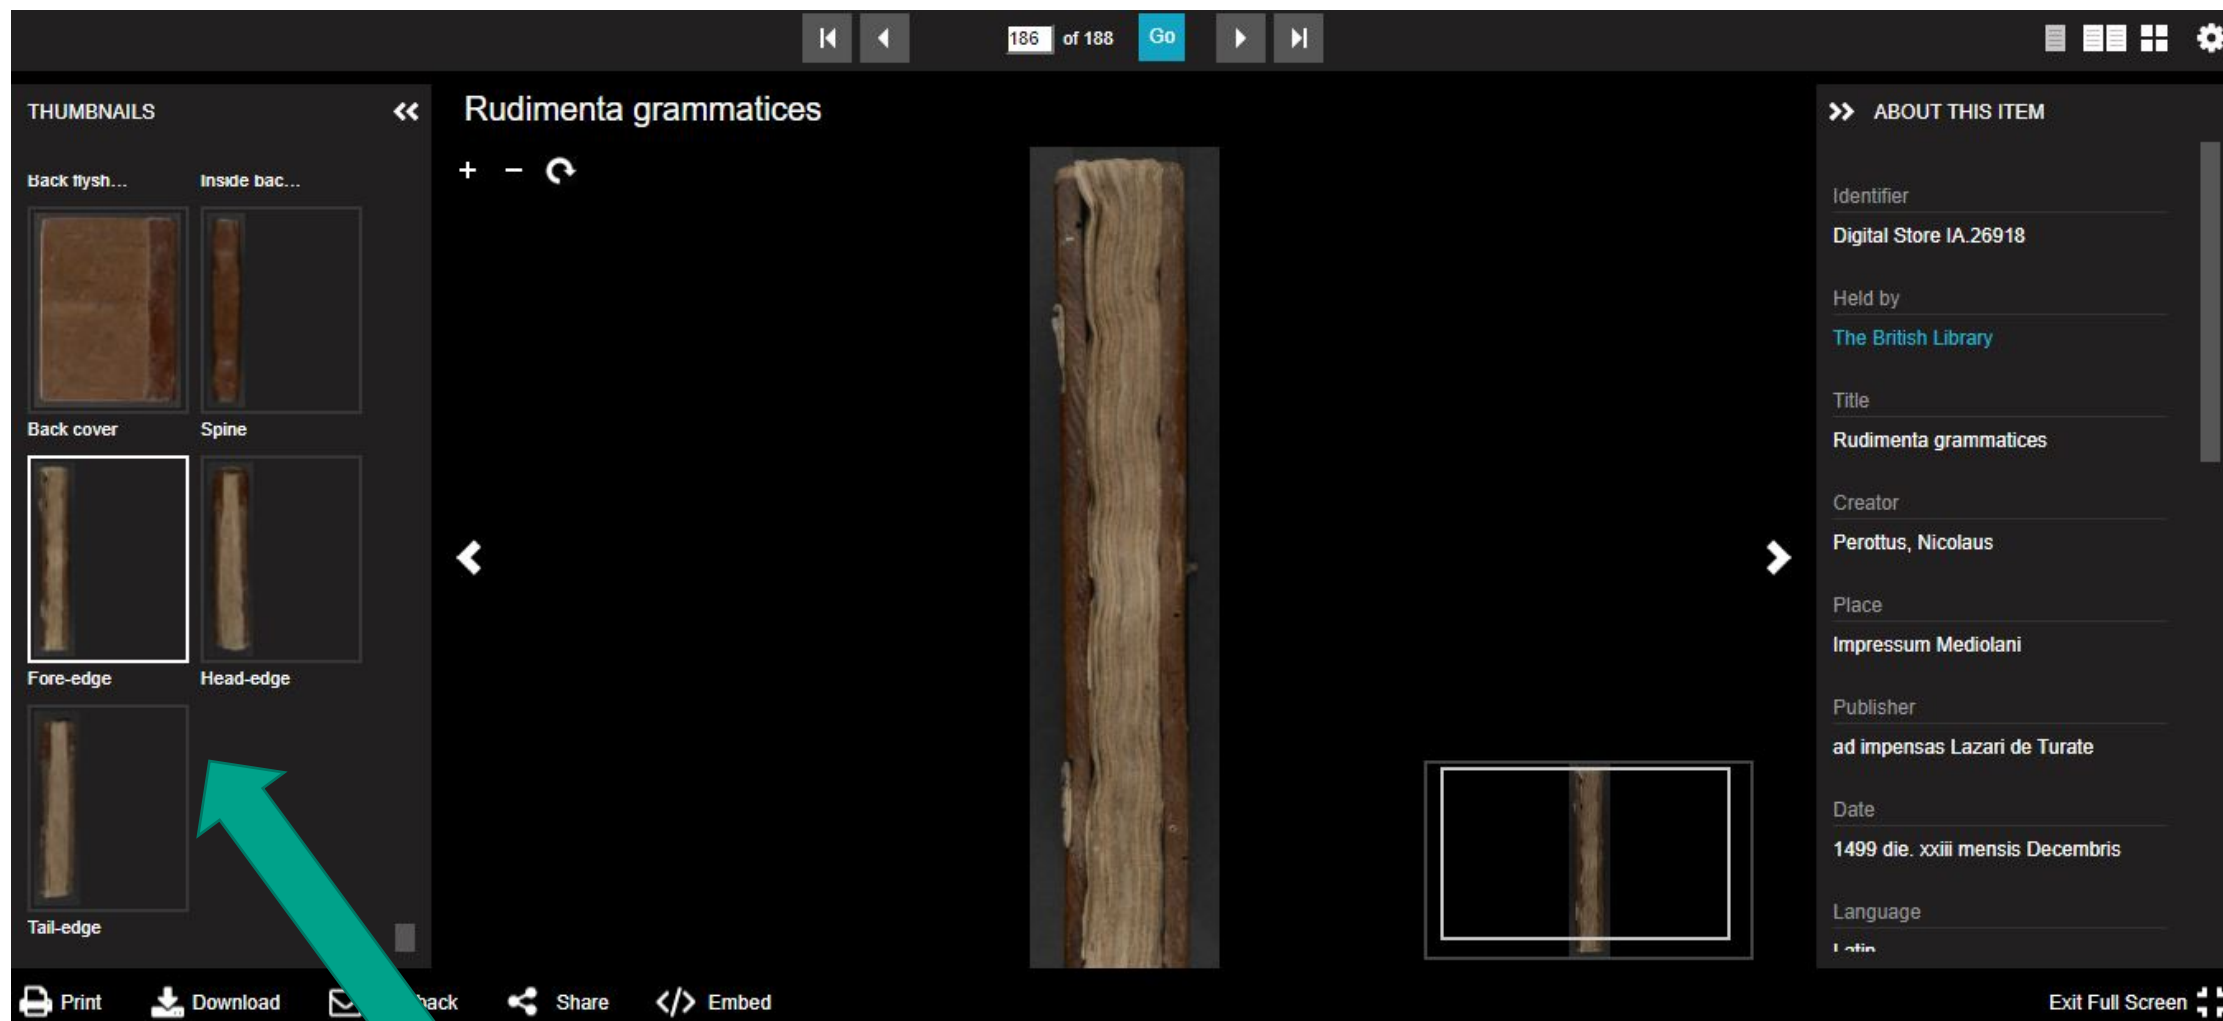 186 of 188 Go
THUMBNAILS
Back flysh...
Inside bac...
Back cover
Spine
Fore-edge
Head-edge
Tail-edge
Rudimenta grammatices
+ −
ABOUT THIS ITEM
Identifier
Digital Store IA.26918
Held by
The British Library
Title
Rudimenta grammatices
Creator
Perottus, Nicolaus
Place
Impressum Mediolani
Publisher
ad impensas Lazari de Turate
Date
1499 die. xxiii mensis Decembris
Language
Latin
Print
Download
back
Share
</> Embed
Exit Full Screen